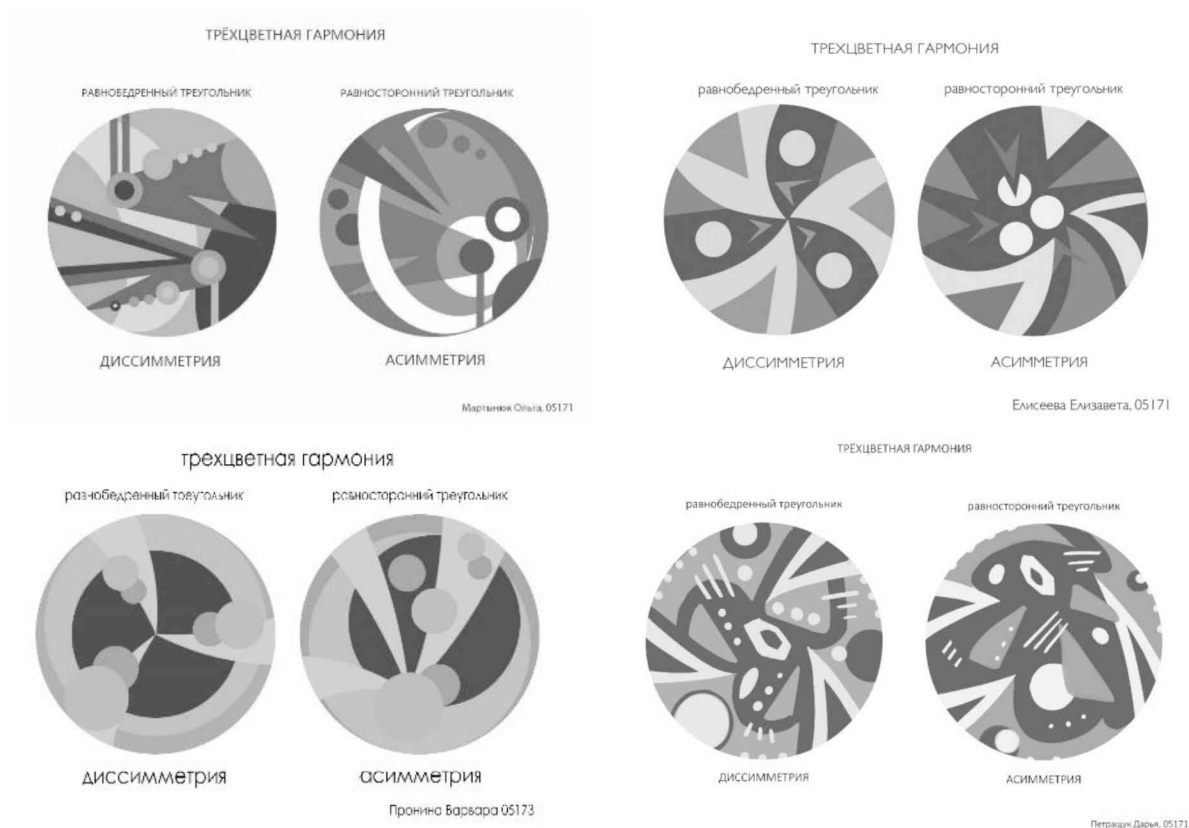 ТРЁХЦВЕТНАЯ ГАРМОНИЯ
РАВНОБЕДРЕННЫЙ ТРЕУГОЛЬНИК
РАВНОСТОРОННИЙ ТРЕУГОЛЬНИК
ДИССИММЕТРИЯ
АСИММЕТРИЯ
Мартынюк Ольга, 05171
ТРЕХЦВЕТНАЯ ГАРМОНИЯ
равнобедренный треугольник
равносторонний треугольник
ДИССИММЕТРИЯ
АСИММЕТРИЯ
Елисеева Елизавета, 05171
трехцветная гармония
равнобедренный треугольник
равносторонний треугольник
диссимметрия
асимметрия
Пронина Варвара 05173
ТРЁХЦВЕТНАЯ ГАРМОНИЯ
равнобедренный треугольник
равносторонний треугольник
ДИССИММЕТРИЯ
АСИММЕТРИЯ
Петращук Дарья, 05171